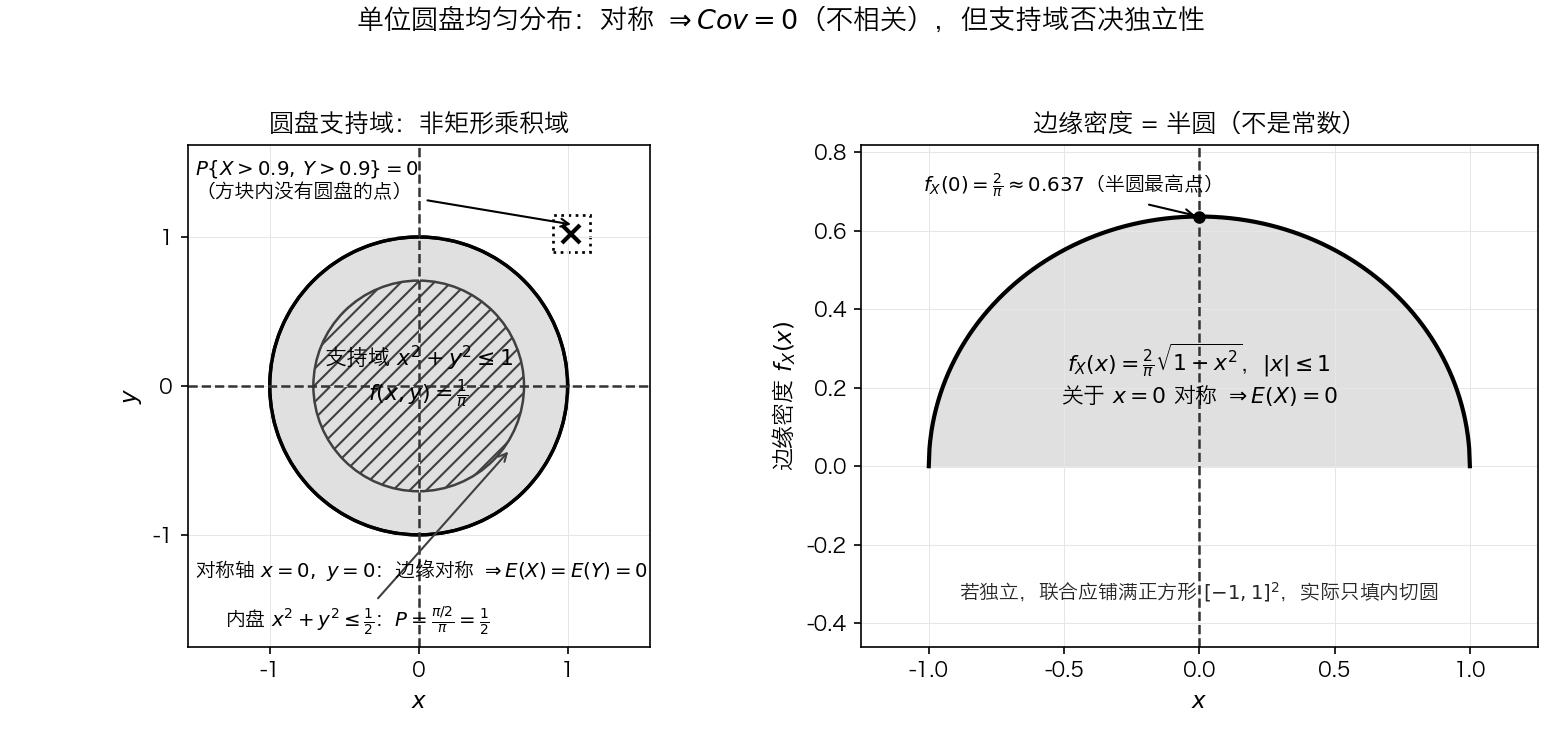 单位圆盘均匀分布：对称 ⇒Cov = 0（不相关），但支持域否决独立性
圆盘支持域：非矩形乘积域
P{X > 0.9, Y > 0.9} = 0
（方块内没有圆盘的点）
支持域 x² + y² ≤ 1
f(x, y) = 1/π
对称轴 x = 0, y = 0：边缘对称 ⇒E(X) = E(Y) = 0
内盘 x² + y² ≤ 1/2：P = (π/2)/π = 1/2
1
0
-1
y
-1
0
1
x
边缘密度 = 半圆（不是常数）
f_X(0) = 2/π ≈ 0.637（半圆最高点）
f_X(x) = 2/π √(1 − x²)，|x| ≤ 1
关于 x = 0 对称 ⇒E(X) = 0
若独立，联合应铺满正方形 [−1, 1]²，实际只填内切圆
边缘密度 f_X(x)
0.8
0.6
0.4
0.2
0.0
-0.2
-0.4
-1.0
-0.5
0.0
0.5
1.0
x